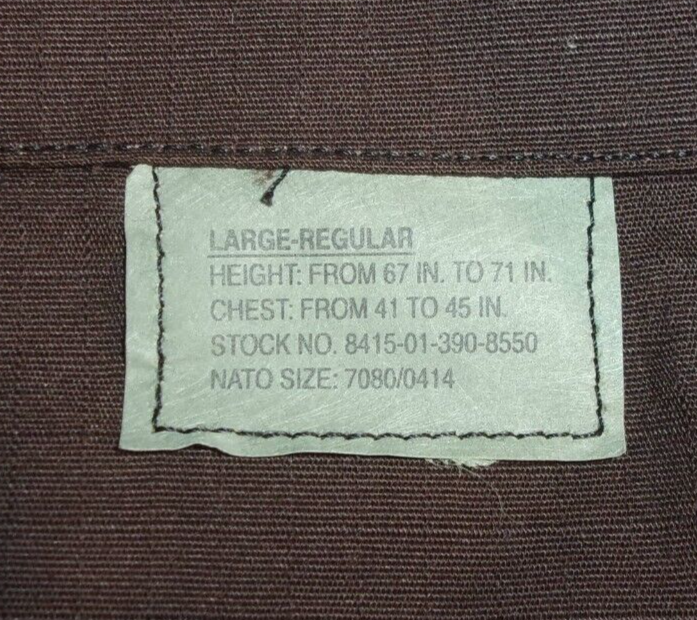 LARGE-REGULAR
HEIGHT: FROM 67 IN. TO 71 IN.
CHEST: FROM 41 TO 45 IN.
STOCK NO. 8415-01-390-8550
NATO SIZE: 7080/0414